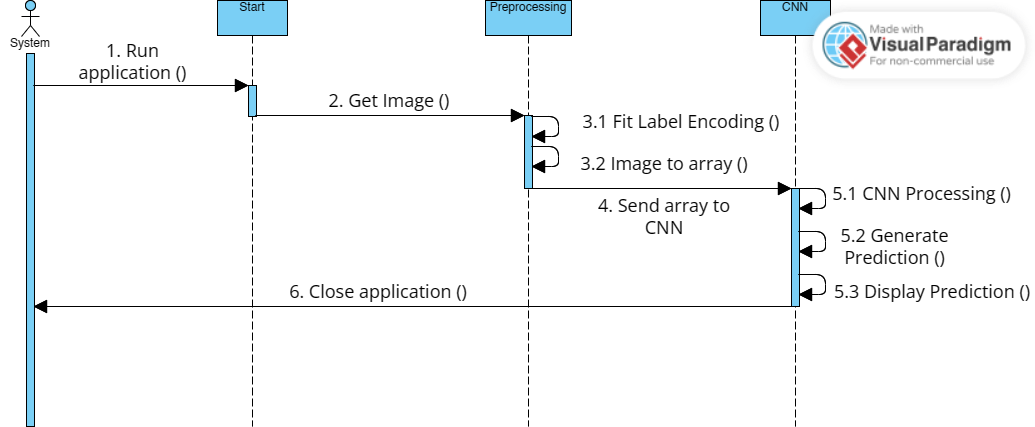 Start
Preprocessing
CNN
Made with
Visual Paradigm
For non-commercial use
System
1. Run
application ()
2. Get Image ()
3.1 Fit Label Encoding ()
3.2 Image to array ()
4. Send array to
CNN
5.1 CNN Processing ()
5.2 Generate
Prediction ()
5.3 Display Prediction ()
6. Close application ()